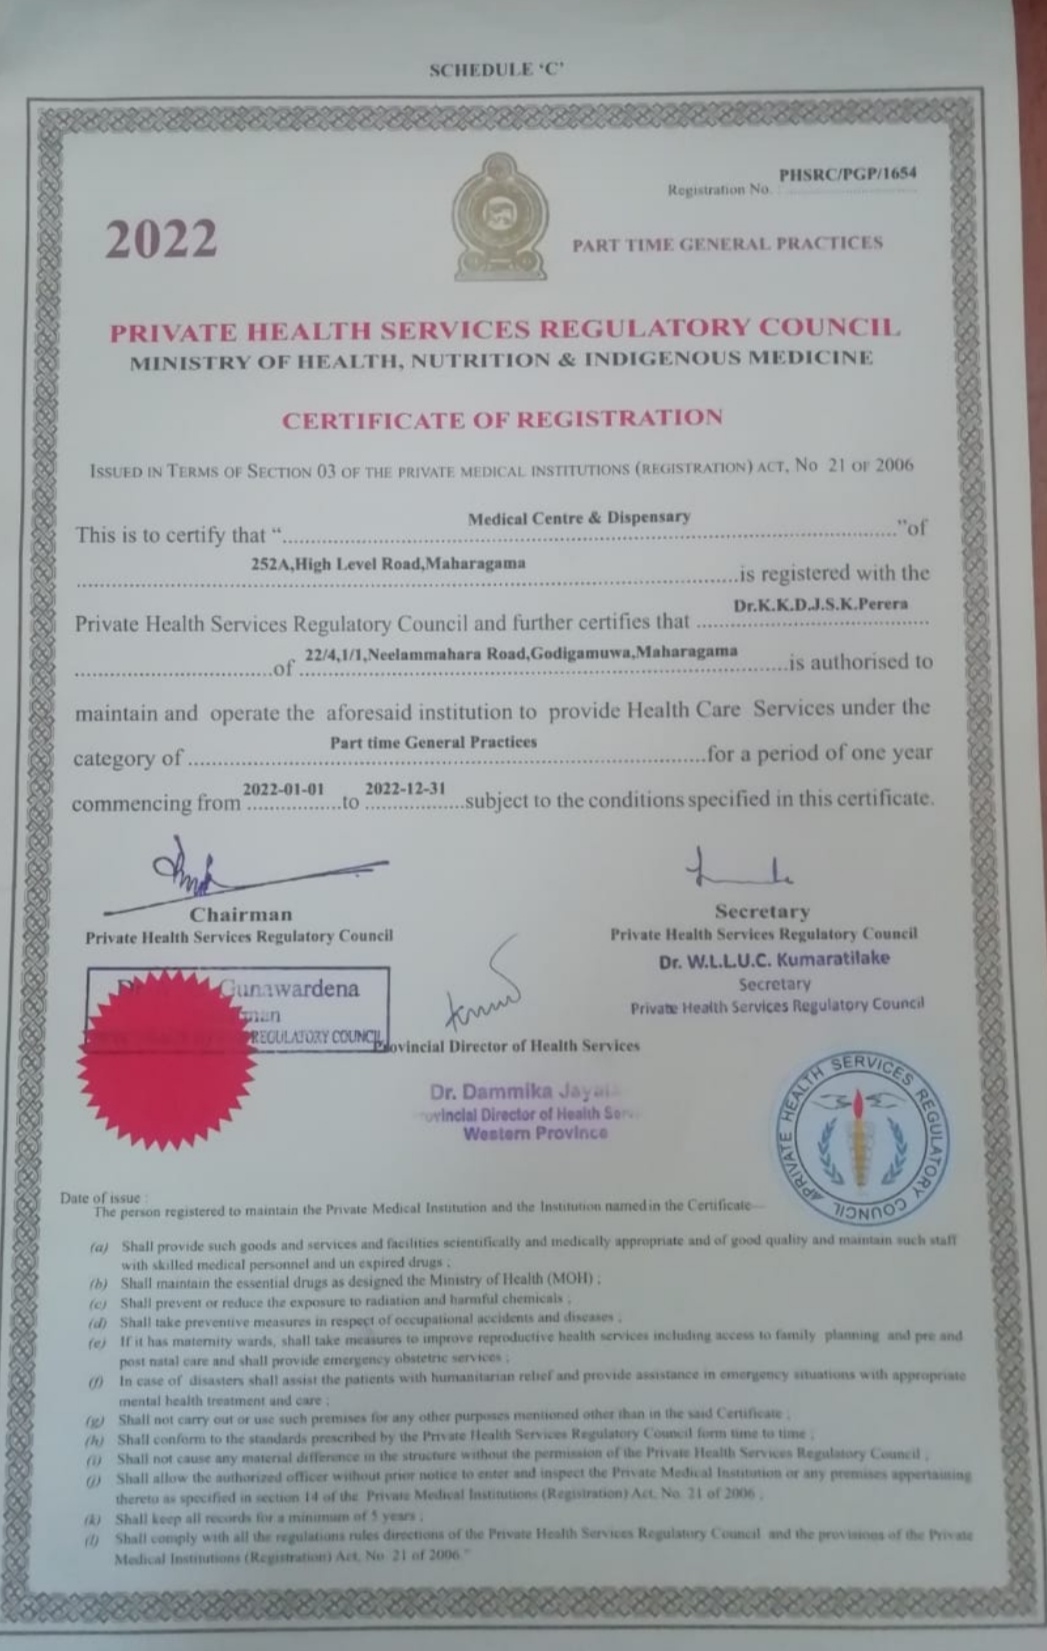 SCHEDULE ‘C’
PHSRC/PGP/1654
Registration No. :
2022
PART TIME GENERAL PRACTICES
PRIVATE HEALTH SERVICES REGULATORY COUNCIL
MINISTRY OF HEALTH, NUTRITION & INDIGENOUS MEDICINE
CERTIFICATE OF REGISTRATION
ISSUED IN TERMS OF SECTION 03 OF THE PRIVATE MEDICAL INSTITUTIONS (REGISTRATION) ACT, No 21 OF 2006
This is to certify that “ Medical Centre & Dispensary ”of
252A,High Level Road,Maharagama is registered with the
Private Health Services Regulatory Council and further certifies that Dr.K.K.D.J.S.K.Perera
of 22/4,1/1,Neelammahara Road,Godigamuwa,Maharagama is authorised to
maintain and operate the aforesaid institution to provide Health Care Services under the
category of Part time General Practices for a period of one year
commencing from 2022-01-01 to 2022-12-31 subject to the conditions specified in this certificate.
Chairman
Private Health Services Regulatory Council
Secretary
Private Health Services Regulatory Council
Dr. W.L.L.U.C. Kumaratilake
Secretary
Private Health Services Regulatory Council
Gunawardena
REGULATORY COUNCIL
Provincial Director of Health Services
Dr. Dammika
Provincial Director of Health
Western Province
PRIVATE HEALTH SERVICES REGULATORY COUNCIL
Date of issue :
The person registered to maintain the Private Medical Institution and the Institution named in the Certificate—
(a) Shall provide such goods and services and facilities scientifically and medically appropriate and of good quality and maintain such staff
with skilled medical personnel and un expired drugs ;
(b) Shall maintain the essential drugs as designed the Ministry of Health (MOH) ;
(c) Shall prevent or reduce the exposure to radiation and harmful chemicals ;
(d) Shall take preventive measures in respect of occupational accidents and diseases ;
(e) If it has maternity wards, shall take measures to improve reproductive health services including access to family planning and pre and
post natal care and shall provide emergency obstetric services ;
(f) In case of disasters shall assist the patients with humanitarian relief and provide assistance in emergency situations with appropriate
mental health treatment and care ;
(g) Shall not carry out or use such premises for any other purposes mentioned other than in the said Certificate ;
(h) Shall conform to the standards prescribed by the Private Health Services Regulatory Council form time to time ;
(i) Shall not cause any material difference in the structure without the permission of the Private Health Services Regulatory Council ;
(j) Shall allow the authorized officer without prior notice to enter and inspect the Private Medical Institution or any premises appertaining
thereto as specified in section 14 of the Private Medical Institutions (Registration) Act, No. 21 of 2006 ;
(k) Shall keep all records for a minimum of 5 years ;
(l) Shall comply with all the regulations rules directions of the Private Health Services Regulatory Council and the provisions of the Private
Medical Institutions (Registration) Act, No. 21 of 2006.”